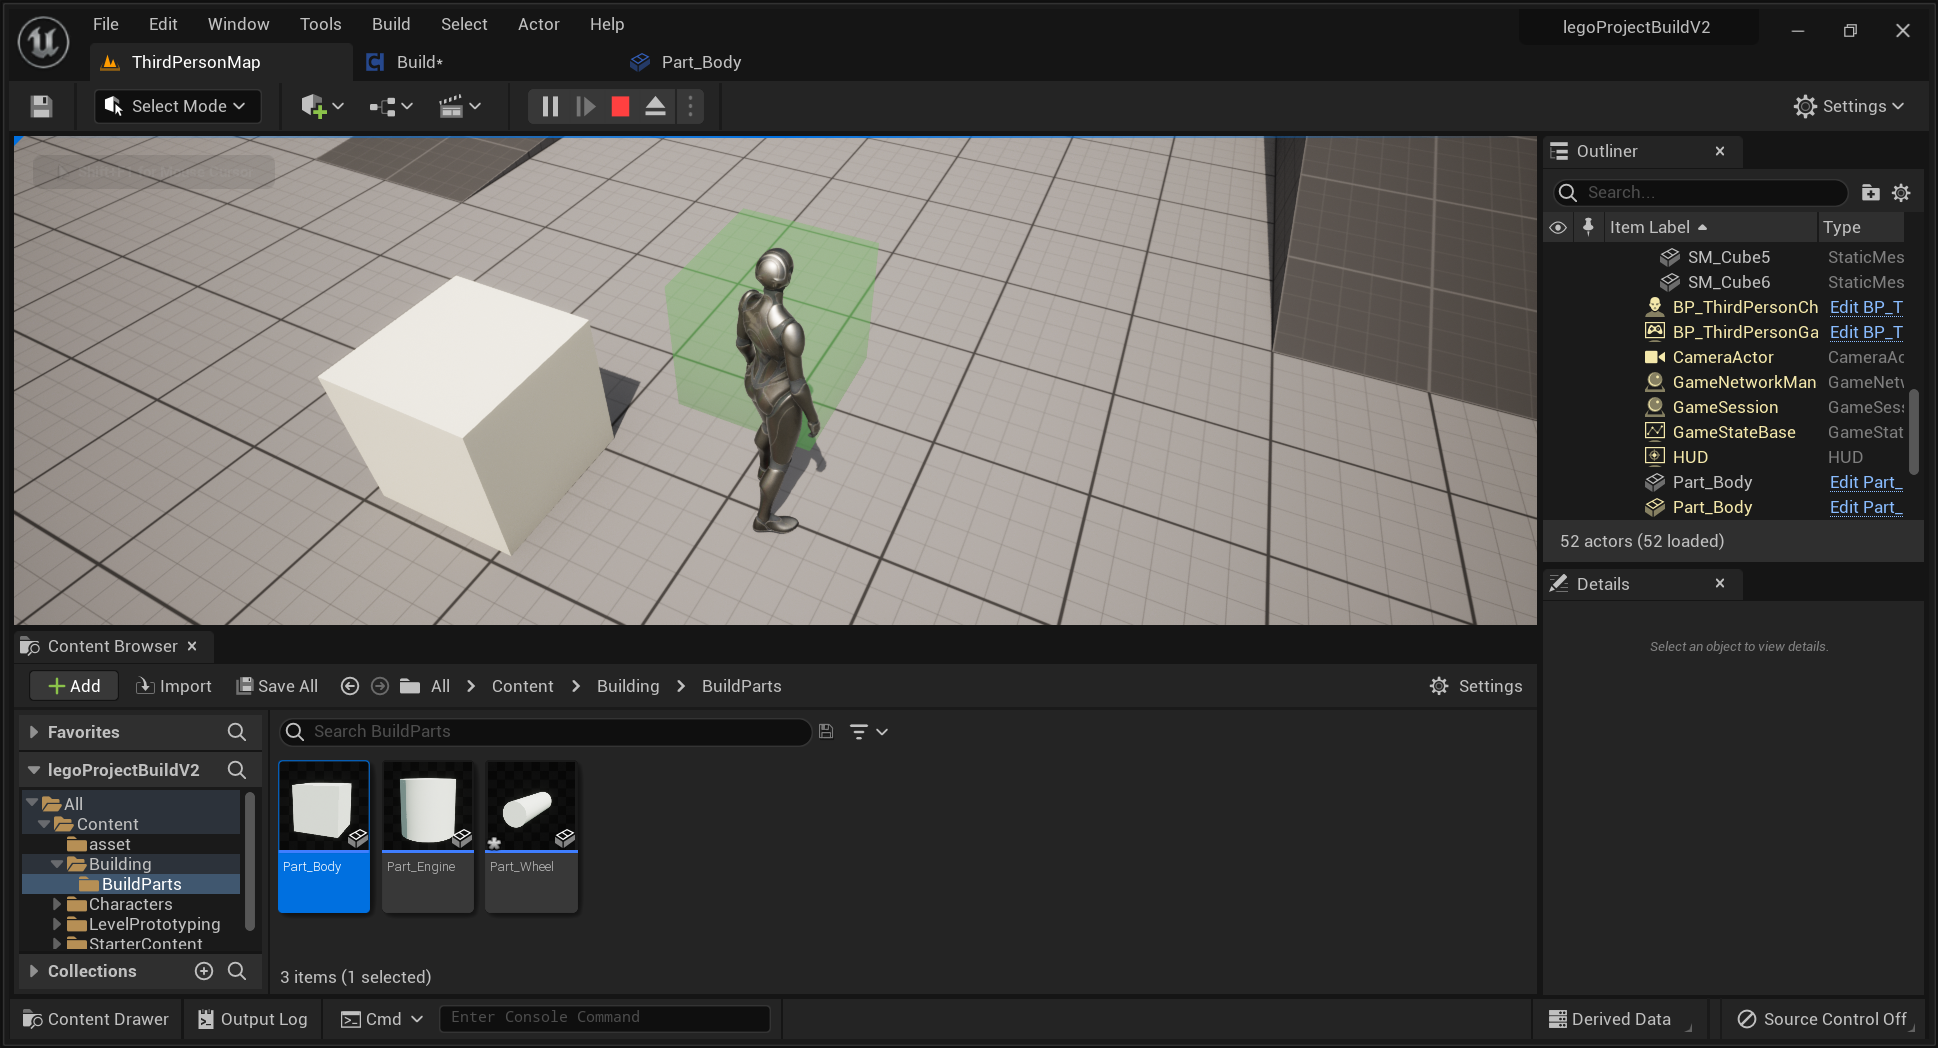 File Edit Window Tools Build Select Actor Help
legoProjectBuildV2
ThirdPersonMap
Build*
Part_Body
Select Mode
Settings
Outliner
Search...
Item Label
Type
SM_Cube5 StaticMes
SM_Cube6 StaticMes
BP_ThirdPersonCh Edit BP_T
BP_ThirdPersonGa Edit BP_T
CameraActor CameraAc
GameNetworkMan GameNetv
GameSession GameSess
GameStateBase GameStat
HUD HUD
Part_Body Edit Part_
Part_Body Edit Part_
52 actors (52 loaded)
Details
Select an object to view details.
Content Browser
Add Import Save All All Content Building BuildParts Settings
Favorites
Search BuildParts
legoProjectBuildV2
All
Content
asset
Building
BuildParts
Characters
LevelPrototyping
StarterContent
Collections
Part_Body
Part_Engine
Part_Wheel
3 items (1 selected)
Content Drawer Output Log Cmd Enter Console Command Derived Data Source Control Off